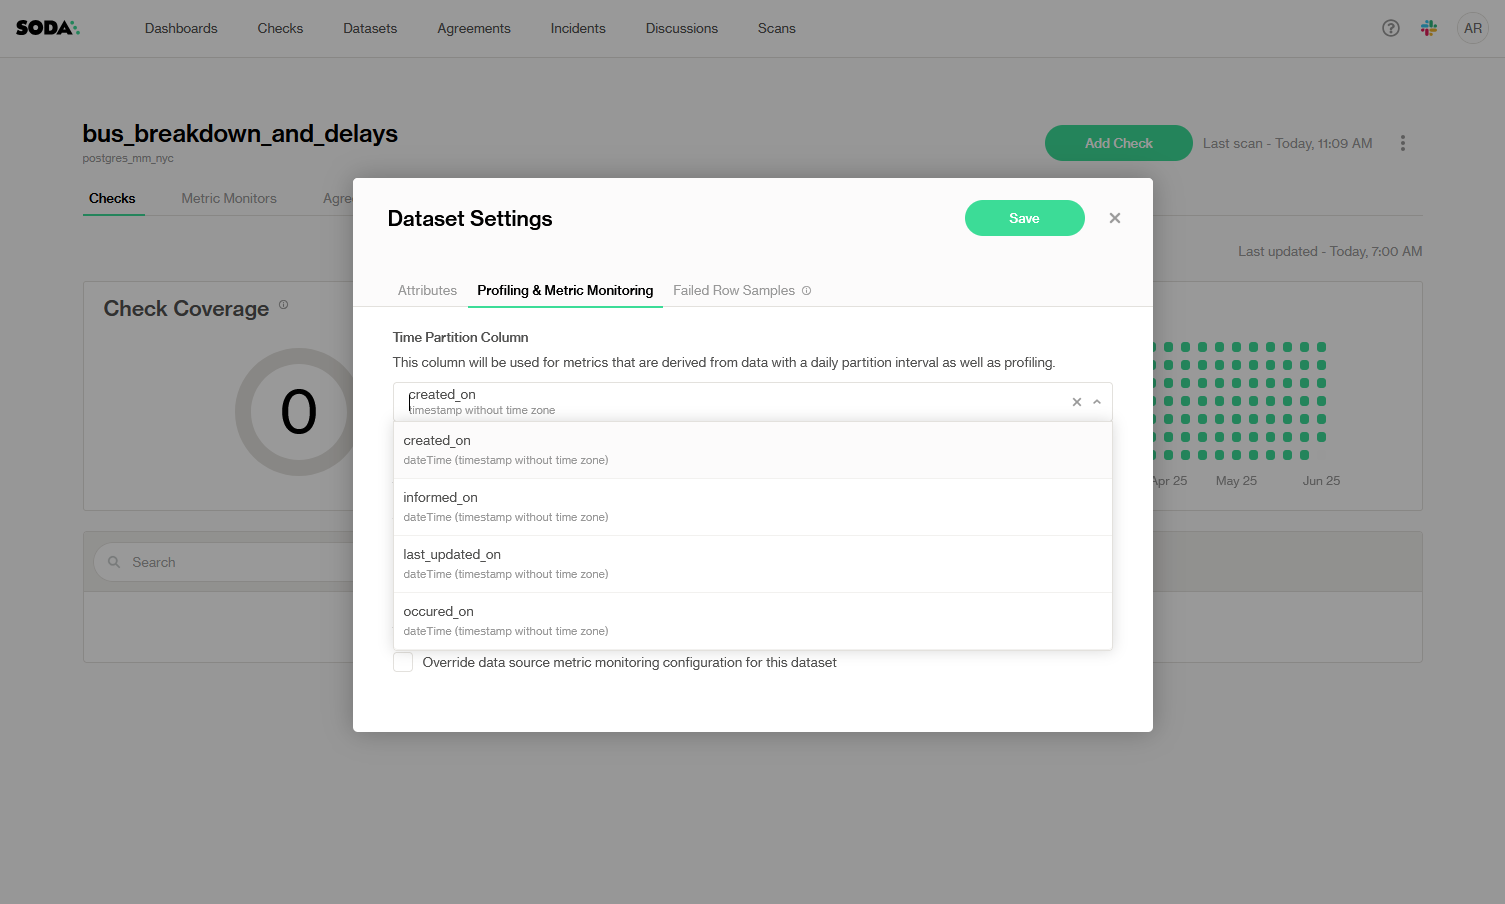 SODA
Dashboards
Checks
Datasets
Agreements
Incidents
Discussions
Scans
AR
bus_breakdown_and_delays
postgres_mm_nyc
Add Check
Last scan - Today, 11:09 AM
Checks
Metric Monitors
Agre
Last updated - Today, 7:00 AM
Check Coverage
0
Apr 25
May 25
Jun 25
Search
Dataset Settings
Save
Attributes
Profiling & Metric Monitoring
Failed Row Samples
Time Partition Column
This column will be used for metrics that are derived from data with a daily partition interval as well as profiling.
created_on
timestamp without time zone
created_on
dateTime (timestamp without time zone)
informed_on
dateTime (timestamp without time zone)
last_updated_on
dateTime (timestamp without time zone)
occured_on
dateTime (timestamp without time zone)
Override data source metric monitoring configuration for this dataset